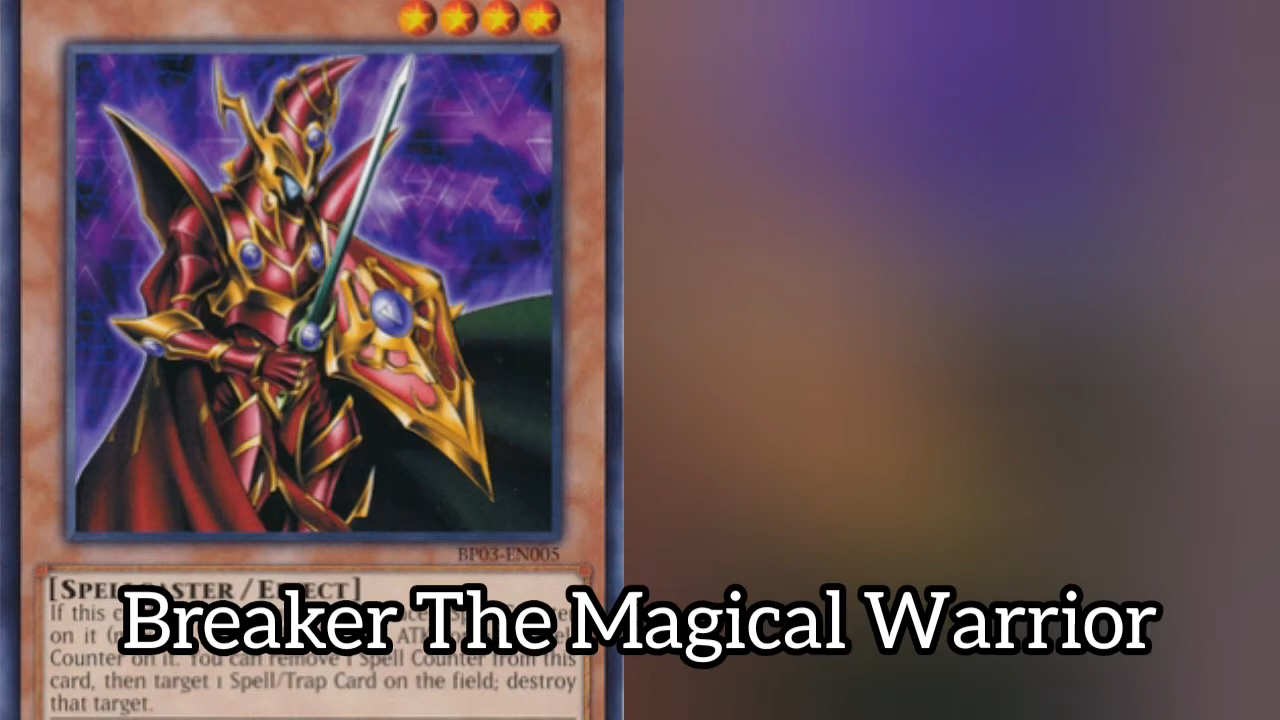 BP03-EN005
[SPELLCASTER / EFFECT]
If this
on it
Counter on it. You can remove 1 Spell Counter from this
card, then target 1 Spell/Trap Card on the field; destroy
that target.
Breaker The Magical Warrior